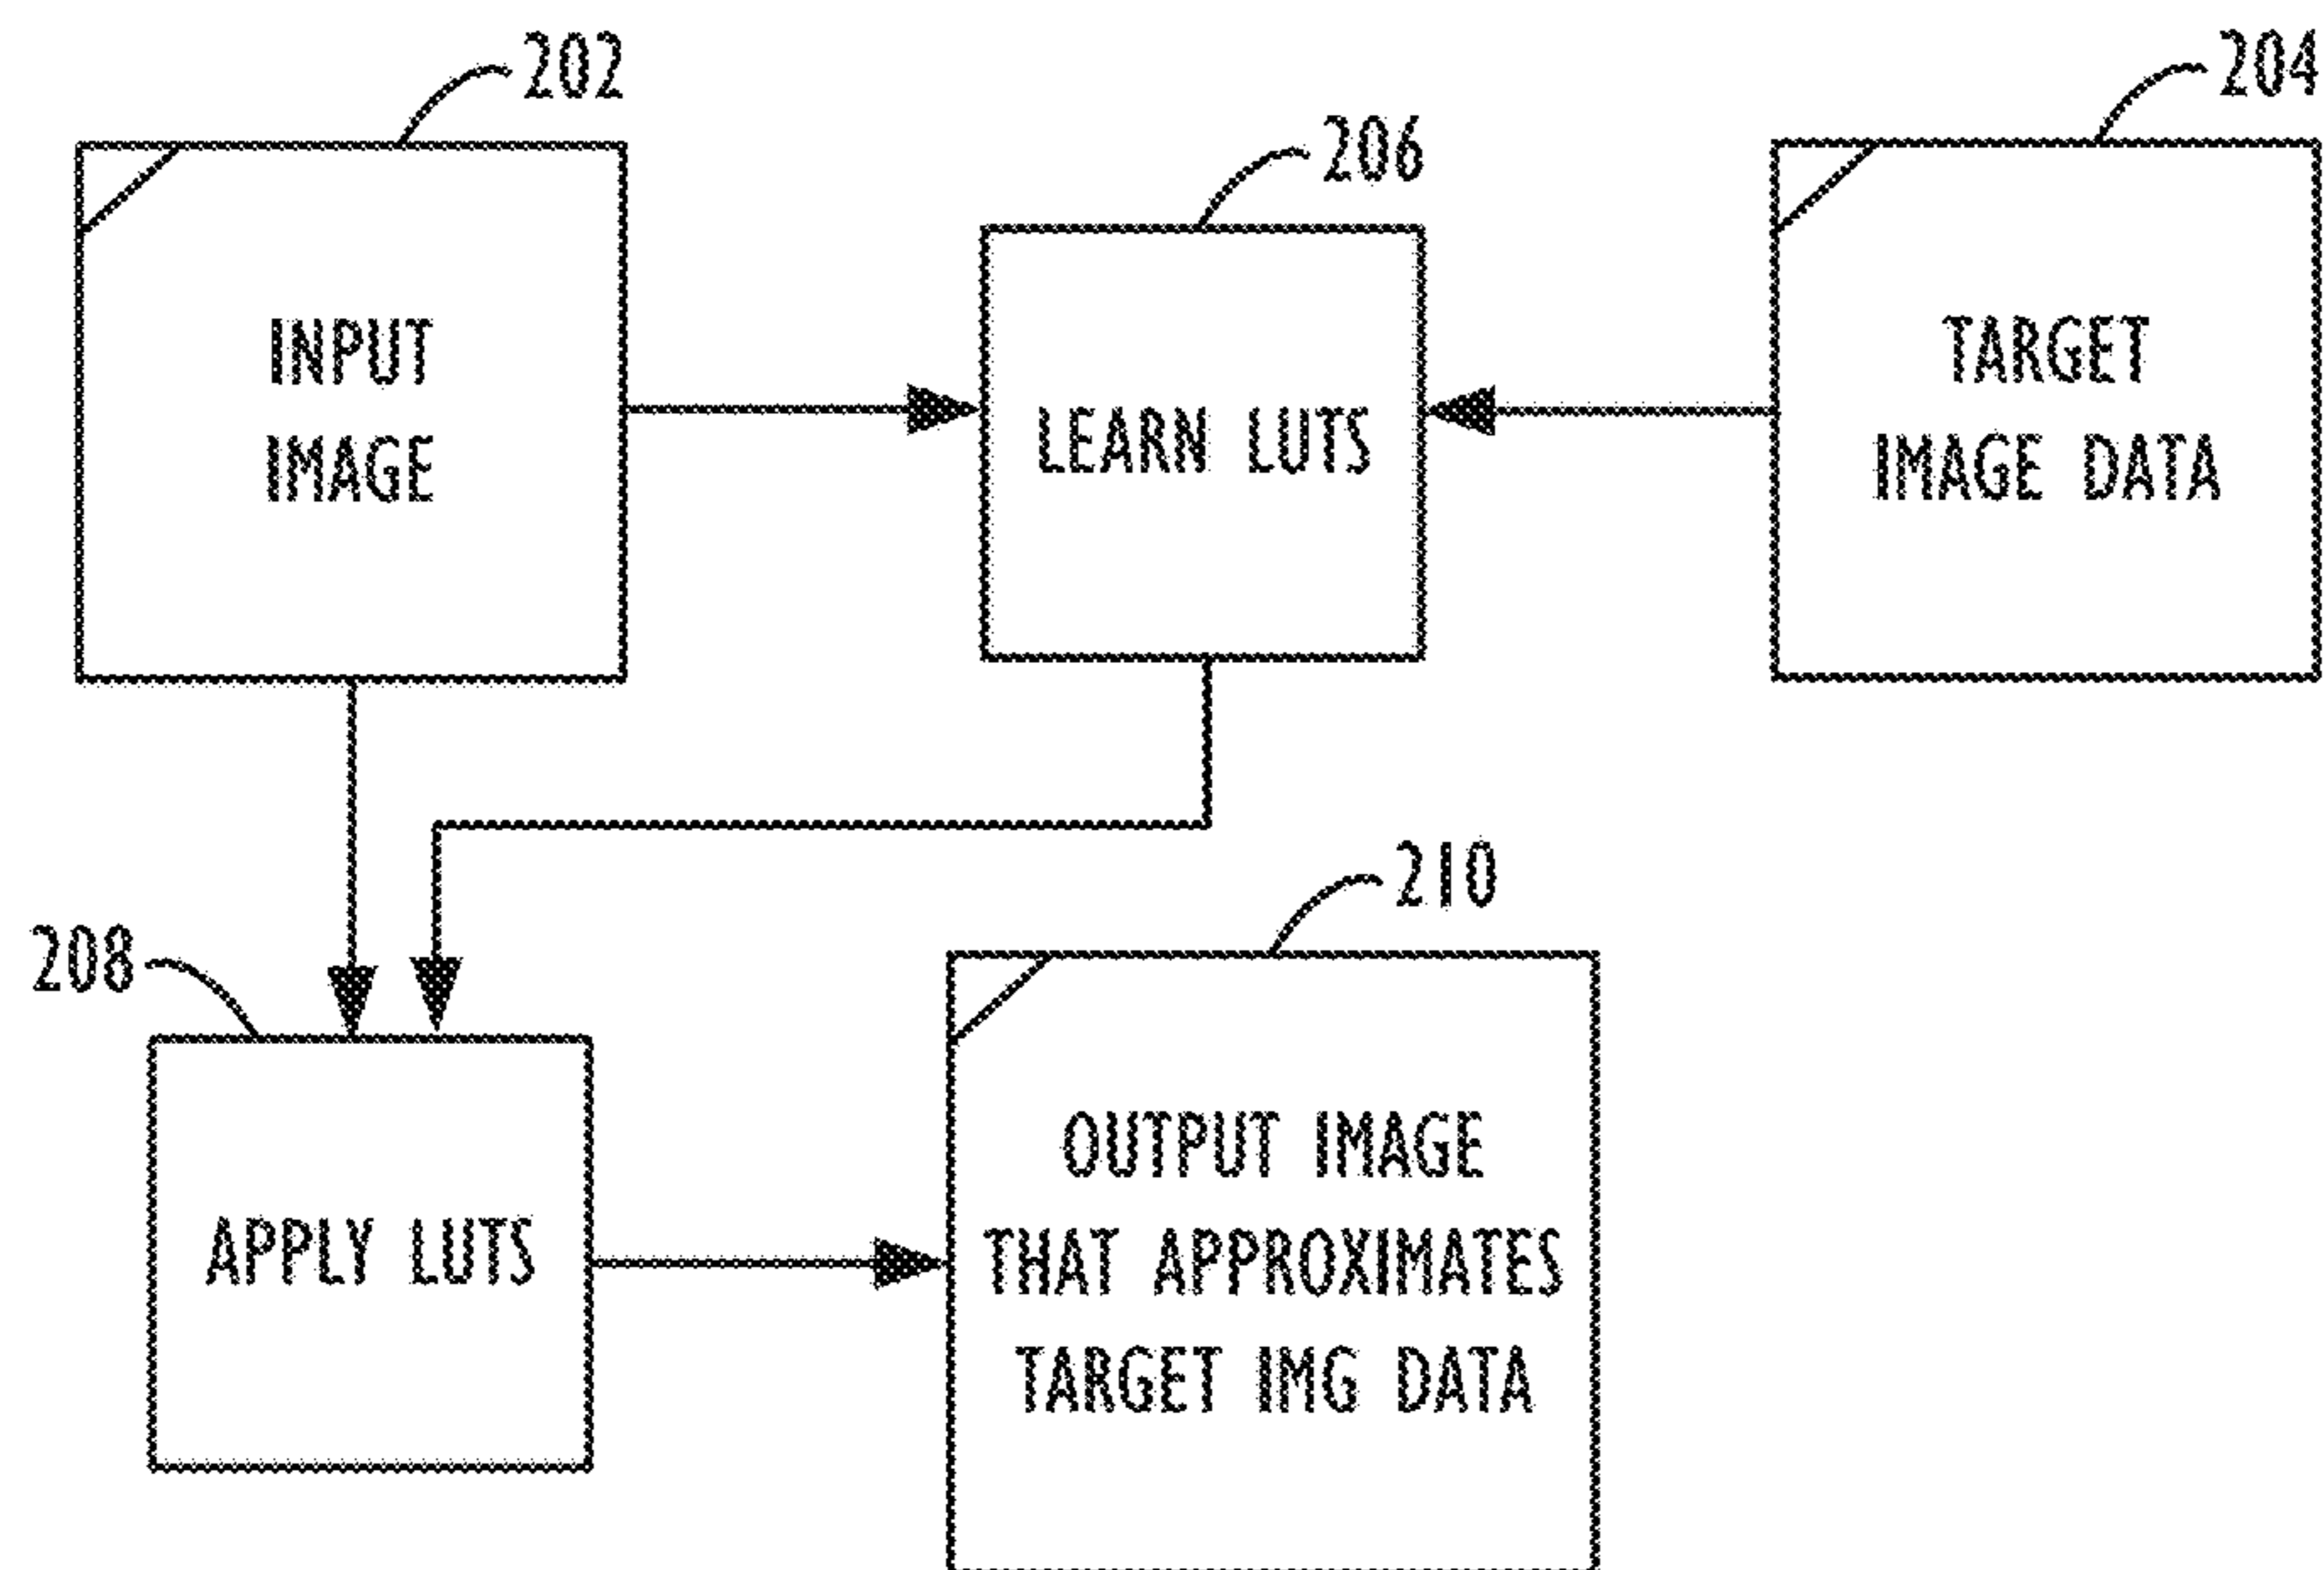 202
204
206
INPUT
IMAGE
LEARN LUTS
TARGET
IMAGE DATA
210
208
APPLY LUTS
OUTPUT IMAGE
THAT APPROXIMATES
TARGET IMG DATA